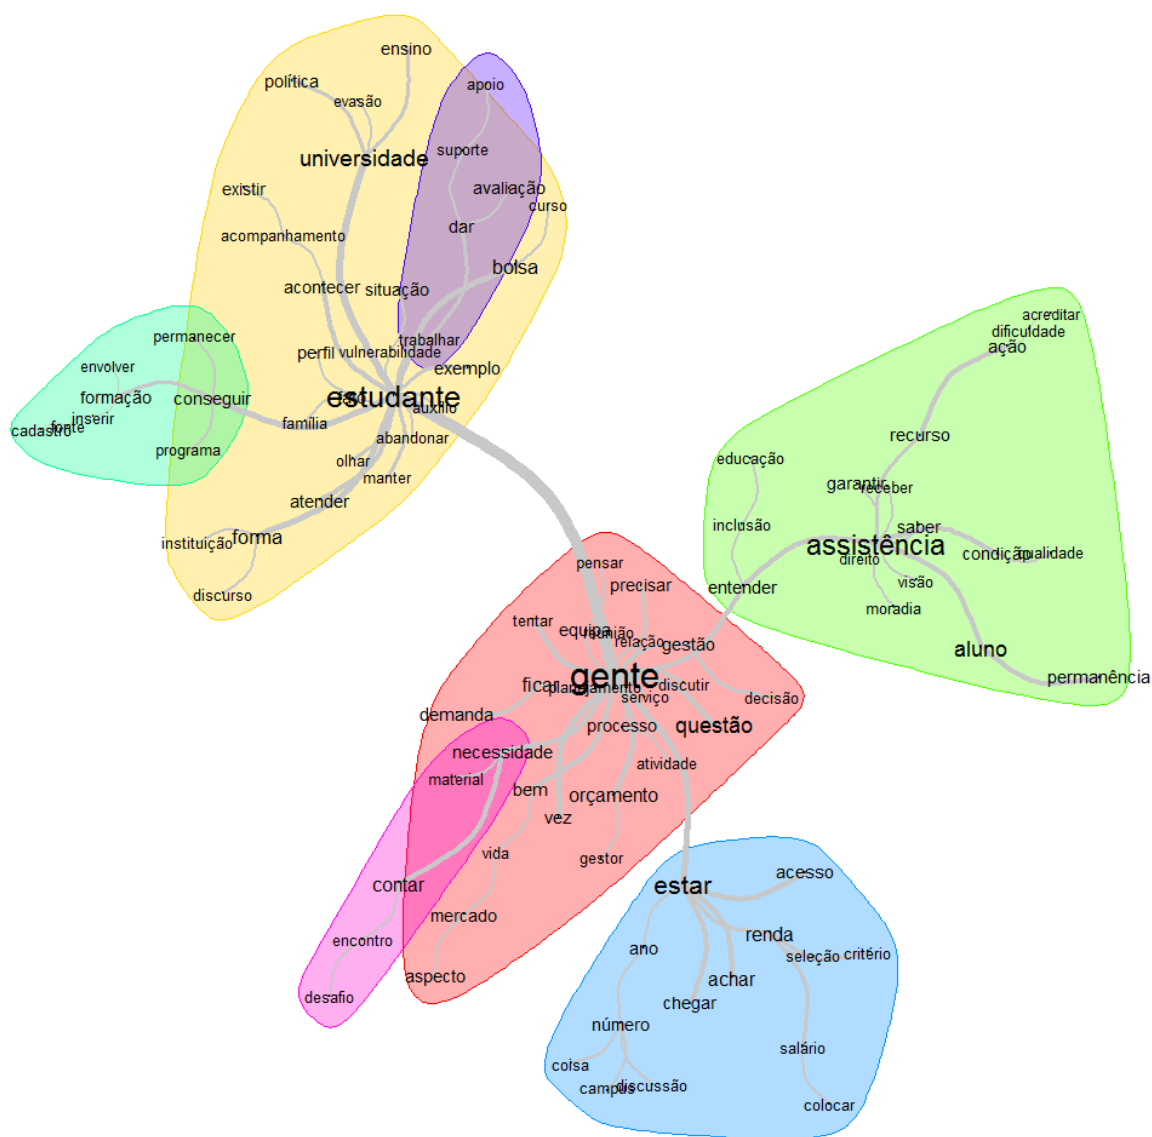 ensino
política
apoio
evasão
suporte
universidade
avaliação
existir
curso
dar
acompanhamento
bolsa
acontecer
situação
permanecer
trabalhar
perfil
vulnerabilidade
envolver
exemplo
formação
conseguir
estudante
auxílio
inserir
família
cadastro
fonte
abandonar
programa
olhar
manter
atender
forma
instituição
discurso
acreditar
dificuldade
ação
recurso
educação
garantir
receber
inclusão
saber
assistência
condição
qualidade
direito
entender
visão
moradia
aluno
permanência
pensar
precisar
tentar
equipe
reunião
relação
gestão
gente
ficar
planejamento
discutir
serviço
decisão
demanda
processo
questão
necessidade
atividade
material
bem
orçamento
vez
vida
gestor
contar
mercado
encontro
aspecto
desafio
estar
acesso
renda
ano
seleção
critério
achar
chegar
número
salário
coisa
campus
discussão
colocar